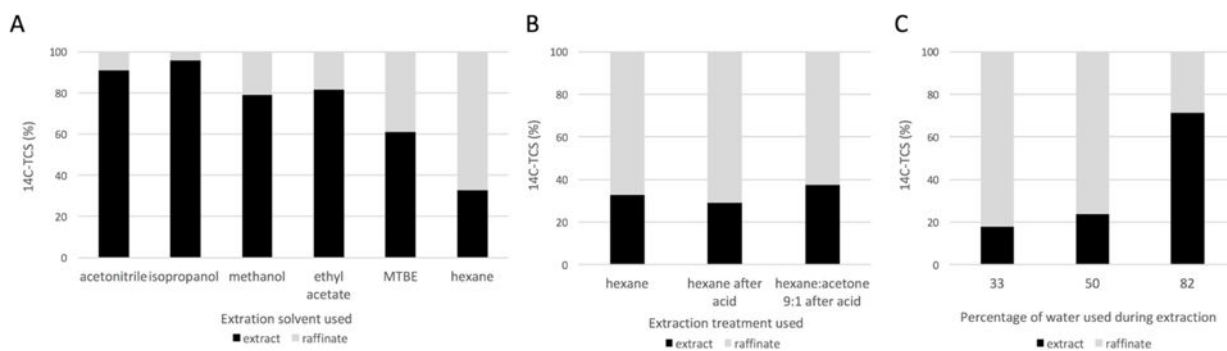 A
14C-TCS (%)
100
80
60
40
20
0
acetonitrile isopropanol methanol ethyl acetate MTBE hexane
Extration solvent used
extract raffinate
B
14C-TCS (%)
100
80
60
40
20
0
hexane hexane after acid hexane:acetone 9:1 after acid
Extraction treatment used
extract raffinate
C
14C-TCS (%)
100
80
60
40
20
0
33 50 82
Percentage of water used during extraction
extract raffinate